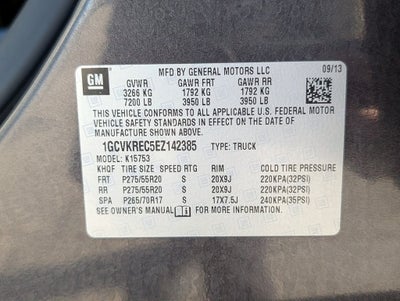 GM
MFD BY GENERAL MOTORS LLC
09/13
GVWR GAWR FRT GAWR RR
3266 KG 1792 KG 1792 KG
7200 LB 3950 LB 3950 LB
THIS VEHICLE CONFORMS TO ALL APPLICABLE U.S. FEDERAL MOTOR
VEHICLE SAFETY STANDARDS IN EFFECT ON THE DATE OF
MANUFACTURE SHOWN ABOVE.
1GCVKREC5EZ142385 TYPE: TRUCK
MODEL: K15753
KHQF TIRE SIZE SPEED RTG RIM COLD TIRE PRESSURE
FRT P275/55R20 S 20X9J 220KPA(32PSI)
RR P275/55R20 S 20X9J 220KPA(32PSI)
SPA P265/70R17 S 17X7.5J 240KPA(35PSI)
SEE OWNER'S MANUAL FOR MORE INFORMATION.